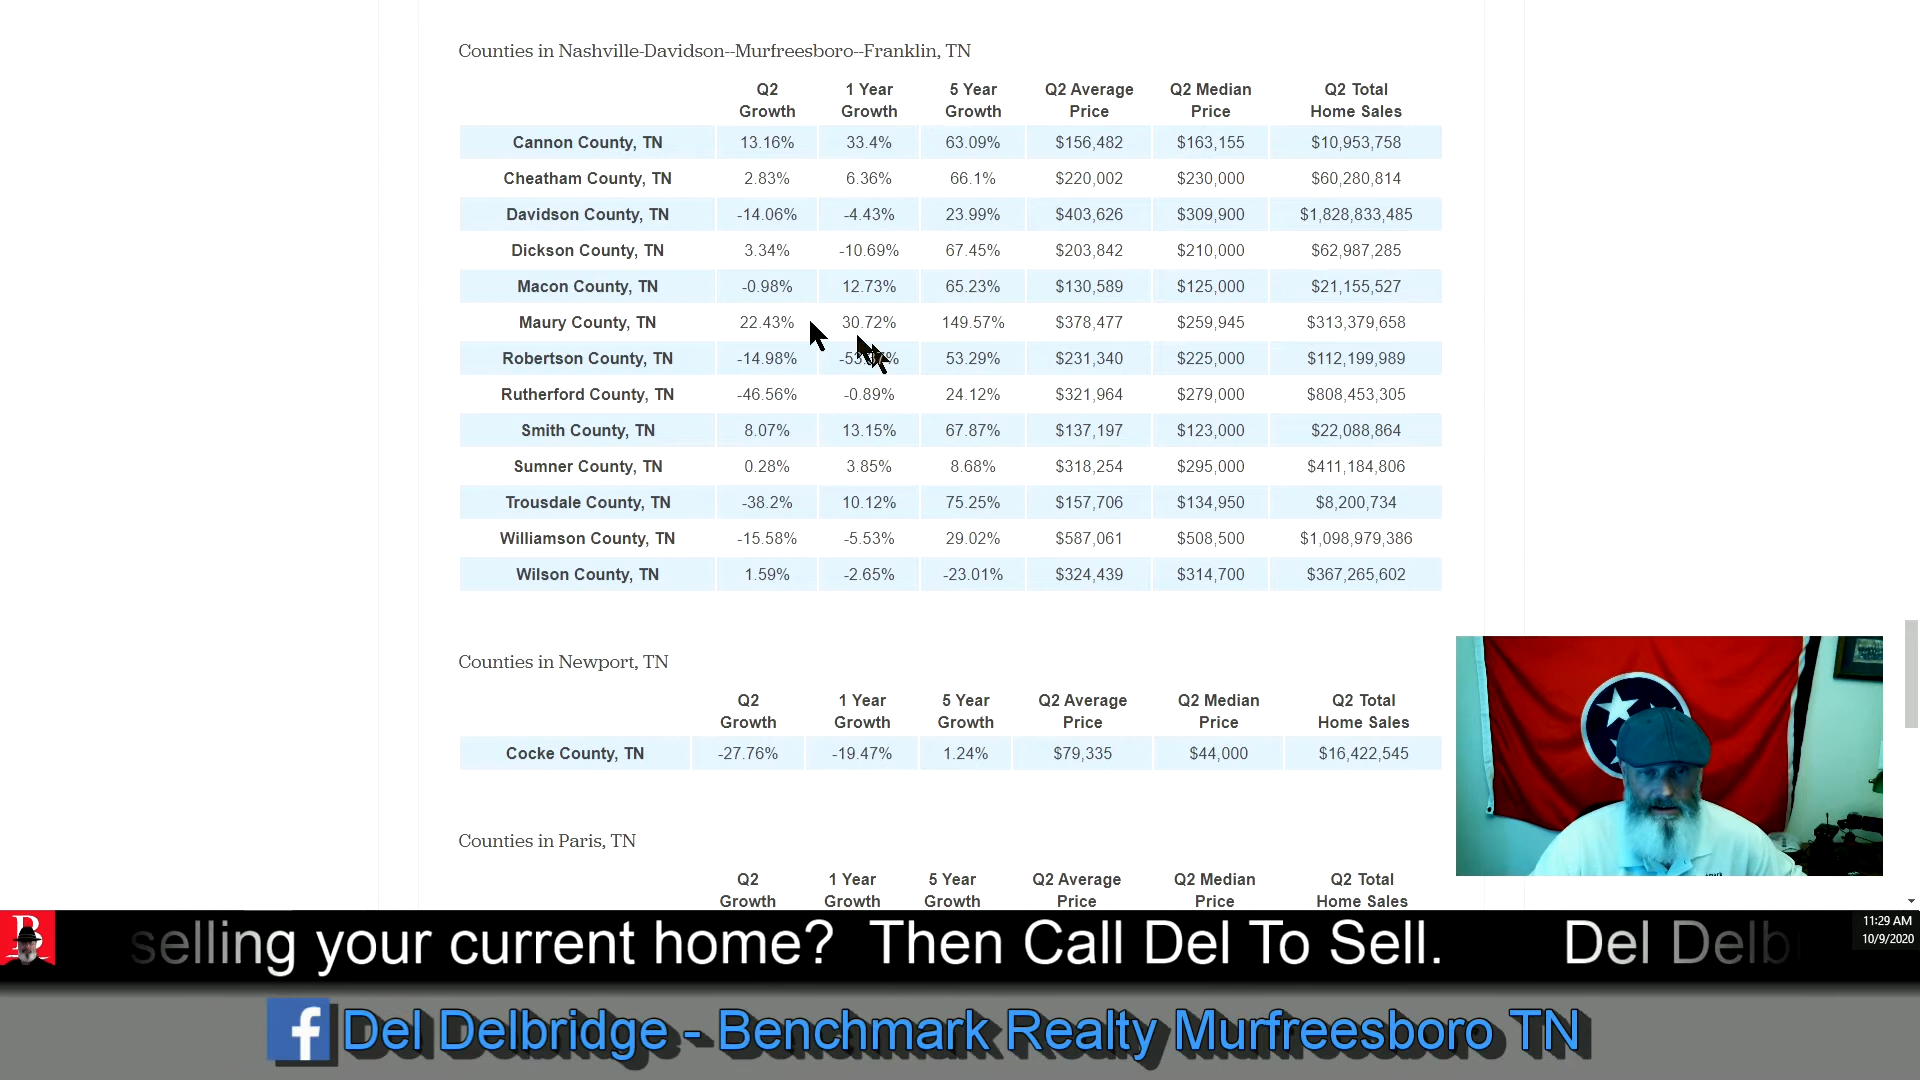 Counties in Nashville-Davidson--Murfreesboro--Franklin, TN
Q2 Growth 1 Year Growth 5 Year Growth Q2 Average Price Q2 Median Price Q2 Total Home Sales
Cannon County, TN 13.16% 33.4% 63.09% $156,482 $163,155 $10,953,758
Cheatham County, TN 2.83% 6.36% 66.1% $220,002 $230,000 $60,280,814
Davidson County, TN -14.06% -4.43% 23.99% $403,626 $309,900 $1,828,833,485
Dickson County, TN 3.34% -10.69% 67.45% $203,842 $210,000 $62,987,285
Macon County, TN -0.98% 12.73% 65.23% $130,589 $125,000 $21,155,527
Maury County, TN 22.43% 30.72% 149.57% $378,477 $259,945 $313,379,658
Robertson County, TN -14.98% 53.29% $231,340 $225,000 $112,199,989
Rutherford County, TN -46.56% -0.89% 24.12% $321,964 $279,000 $808,453,305
Smith County, TN 8.07% 13.15% 67.87% $137,197 $123,000 $22,088,864
Sumner County, TN 0.28% 3.85% 8.68% $318,254 $295,000 $411,184,806
Trousdale County, TN -38.2% 10.12% 75.25% $157,706 $134,950 $8,200,734
Williamson County, TN -15.58% -5.53% 29.02% $587,061 $508,500 $1,098,979,386
Wilson County, TN 1.59% -2.65% -23.01% $324,439 $314,700 $367,265,602
Counties in Newport, TN
Q2 Growth 1 Year Growth 5 Year Growth Q2 Average Price Q2 Median Price Q2 Total Home Sales
Cocke County, TN -27.76% -19.47% 1.24% $79,335 $44,000 $16,422,545
Counties in Paris, TN
Q2 Growth 1 Year Growth 5 Year Growth Q2 Average Price Q2 Median Price Q2 Total Home Sales
B
selling your current home? Then Call Del To Sell. Del Delb
11:29 AM
10/9/2020
f Del Delbridge - Benchmark Realty Murfreesboro TN